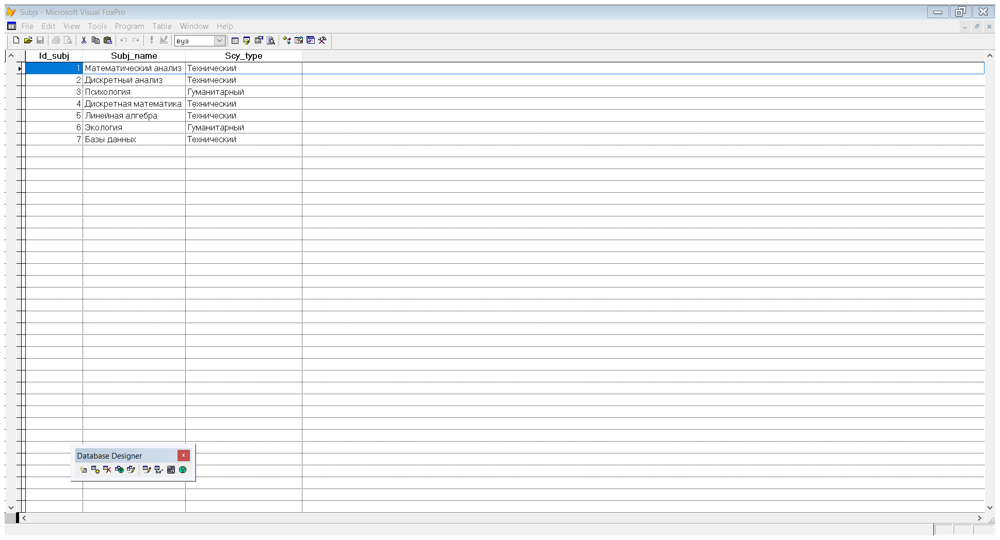 Subjs - Microsoft Visual FoxPro
File Edit View Tools Program Table Window Help
вуз
Id_subj Subj_name Scy_type
1 Математический анализ Технический
2 Дискретный анализ Технический
3 Психология Гуманитарный
4 Дискретная математика Технический
5 Линейная алгебра Технический
6 Экология Гуманитарный
7 Базы данных Технический
Database Designer